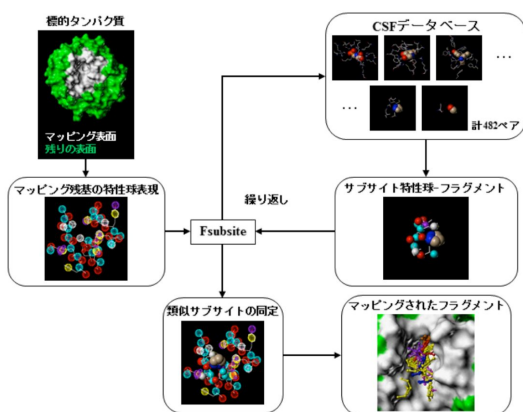 標的タンパク質
マッピング表面
残りの表面
CSFデータベース
…
…
計482ペア
マッピング残基の特性球表現
繰り返し
Fsubsite
サブサイト特性球-フラグメント
類似サブサイトの同定
マッピングされたフラグメント